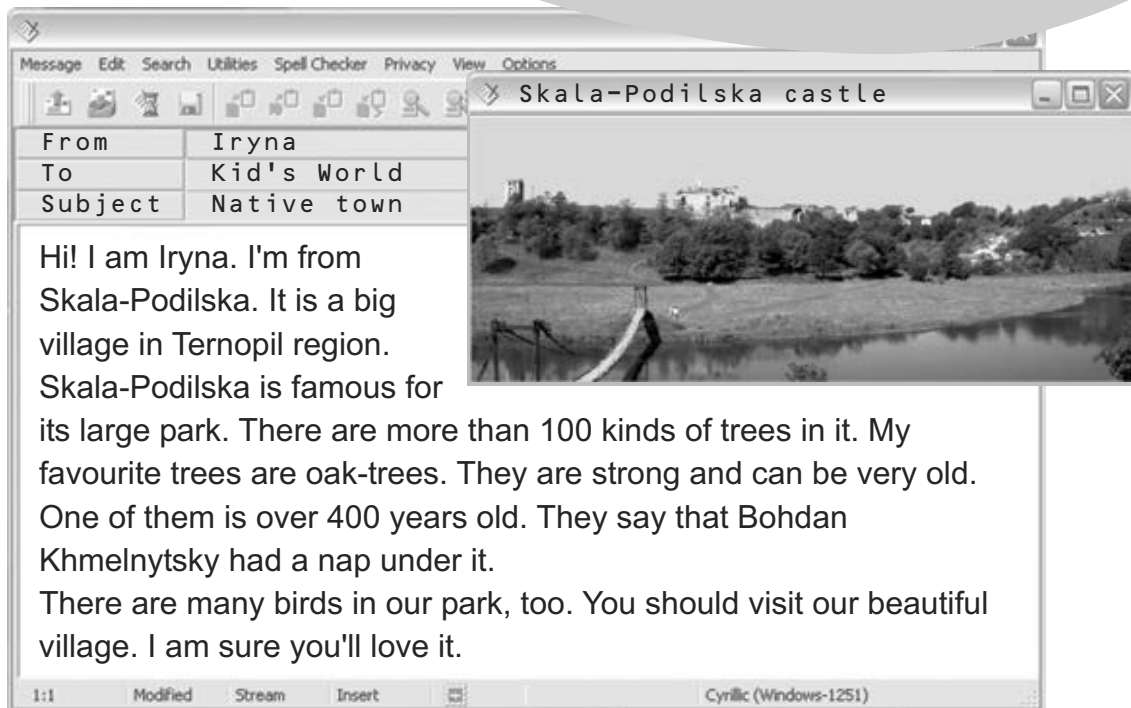 Message Edit Search Utilities Spell Checker Privacy View Options
Skala-Podilska castle
From Iryna
To Kid's World
Subject Native town
Hi! I am Iryna. I'm from
Skala-Podilska. It is a big
village in Ternopil region.
Skala-Podilska is famous for
its large park. There are more than 100 kinds of trees in it. My
favourite trees are oak-trees. They are strong and can be very old.
One of them is over 400 years old. They say that Bohdan
Khmelnytsky had a nap under it.
There are many birds in our park, too. You should visit our beautiful
village. I am sure you'll love it.
1:1 Modified Stream Insert Cyrillic (Windows-1251)